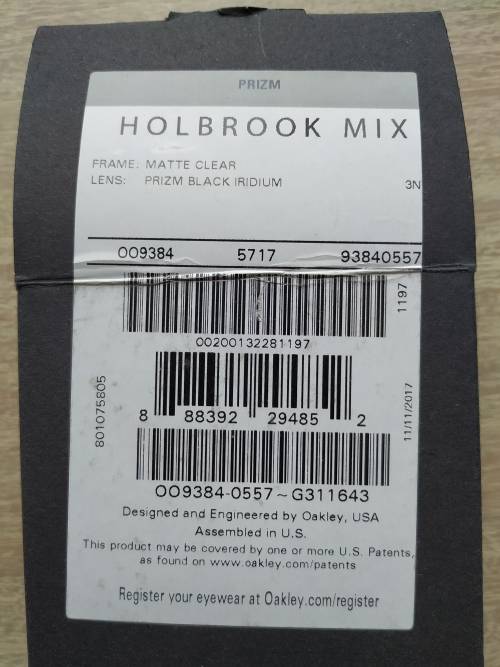 PRIZM
HOLBROOK MIX
FRAME: MATTE CLEAR
LENS: PRIZM BLACK IRIDIUM
3N
OO9384 5717 93840557
1197
00200132281197
801075805
8 88392 29485 2
11/11/2017
OO9384-0557~G311643
Designed and Engineered by Oakley, USA
Assembled in U.S.
This product may be covered by one or more U.S. Patents,
as found on www.oakley.com/patents
Register your eyewear at Oakley.com/register